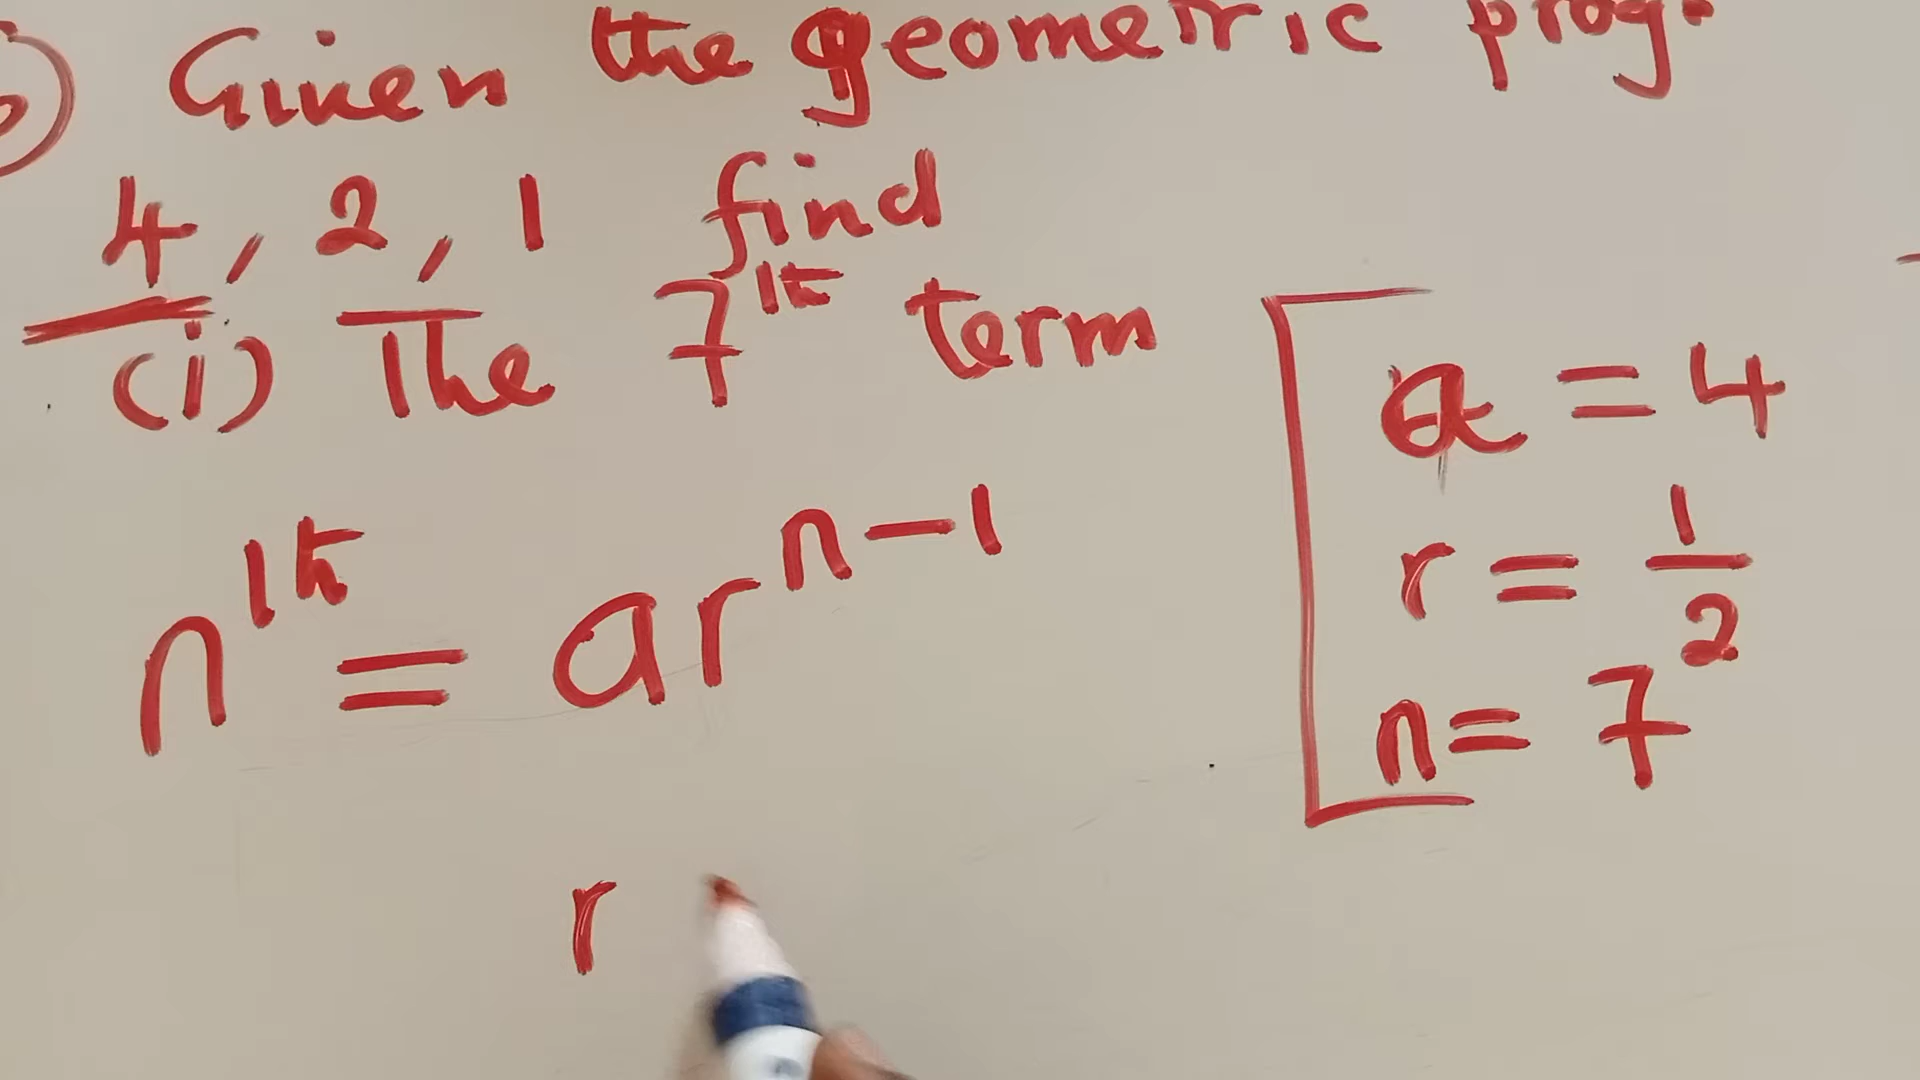 Given the geometric prog.
4, 2, 1 find
(i) The 7th term
nth = ar^n-1
r
a = 4
r = 1/2
n = 7